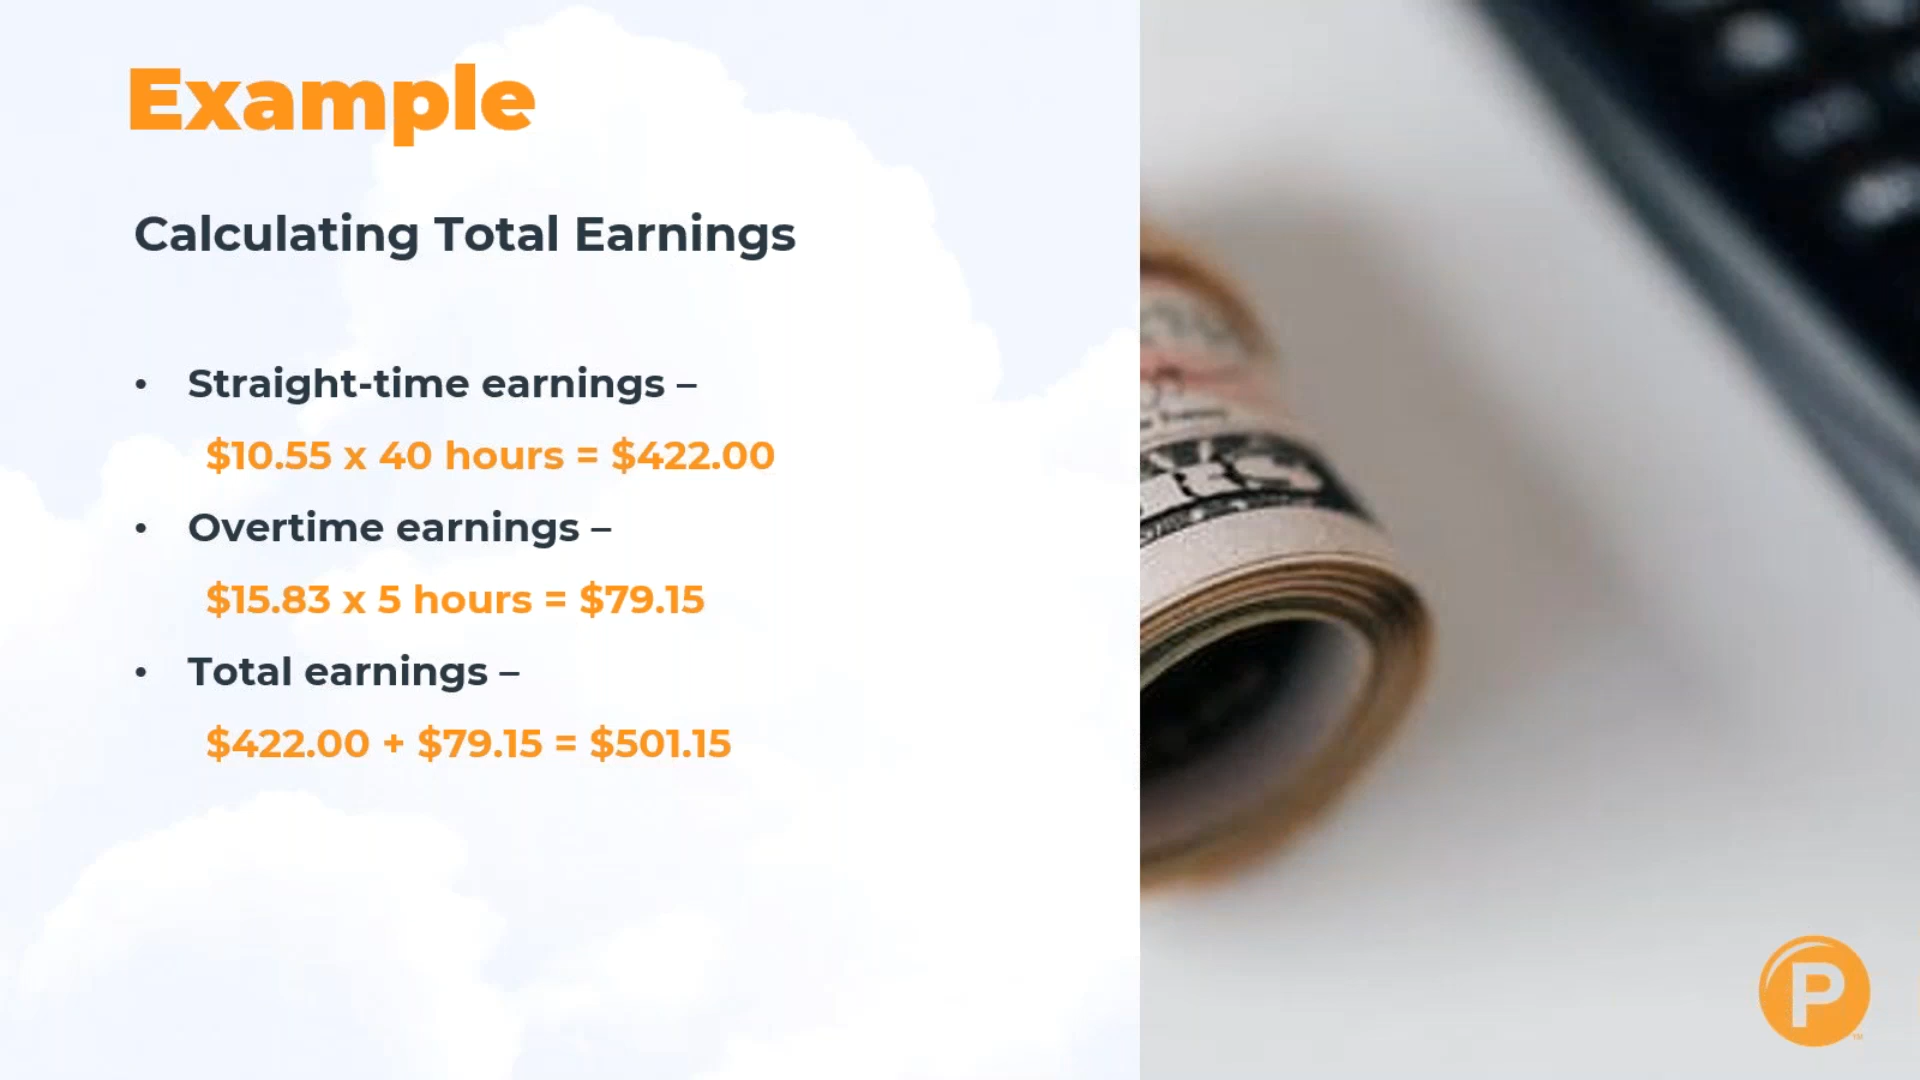 Example
Calculating Total Earnings
• Straight-time earnings –
$10.55 x 40 hours = $422.00
• Overtime earnings –
$15.83 x 5 hours = $79.15
• Total earnings –
$422.00 + $79.15 = $501.15
P
TM